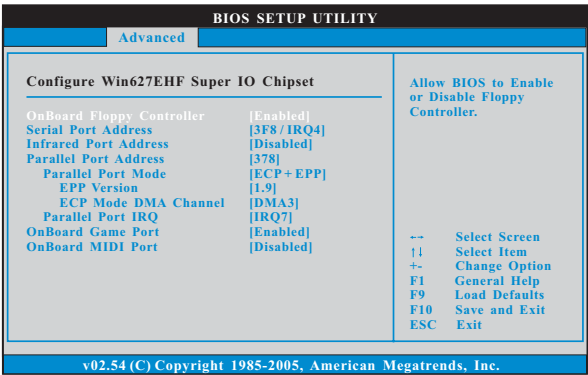 BIOS SETUP UTILITY
Advanced
Configure Win627EHF Super IO Chipset
OnBoard Floppy Controller [Enabled]
Serial Port Address [3F8 / IRQ4]
Infrared Port Address [Disabled]
Parallel Port Address [378]
Parallel Port Mode [ECP + EPP]
EPP Version [1.9]
ECP Mode DMA Channel [DMA3]
Parallel Port IRQ [IRQ7]
OnBoard Game Port [Enabled]
OnBoard MIDI Port [Disabled]
Allow BIOS to Enable
or Disable Floppy
Controller.
←→ Select Screen
↑↓ Select Item
+- Change Option
F1 General Help
F9 Load Defaults
F10 Save and Exit
ESC Exit
v02.54 (C) Copyright 1985-2005, American Megatrends, Inc.